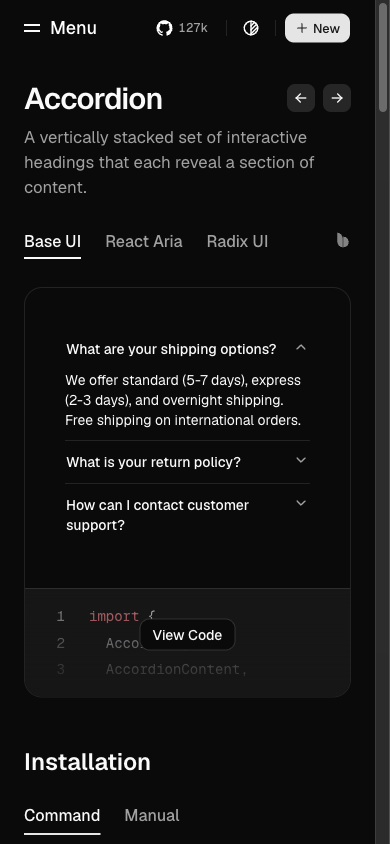 Menu
127k
New
Accordion
A vertically stacked set of interactive
headings that each reveal a section of
content.
Base UI
React Aria
Radix UI
What are your shipping options?
We offer standard (5-7 days), express
(2-3 days), and overnight shipping.
Free shipping on international orders.
What is your return policy?
How can I contact customer
support?
1 import {
2 Acco
View Code
3 AccordionContent,
Installation
Command
Manual